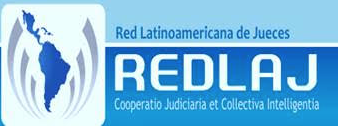 Red Latinoamericana de Jueces
REDLAJ
Cooperatio Judiciaria et Collectiva Intelligentia